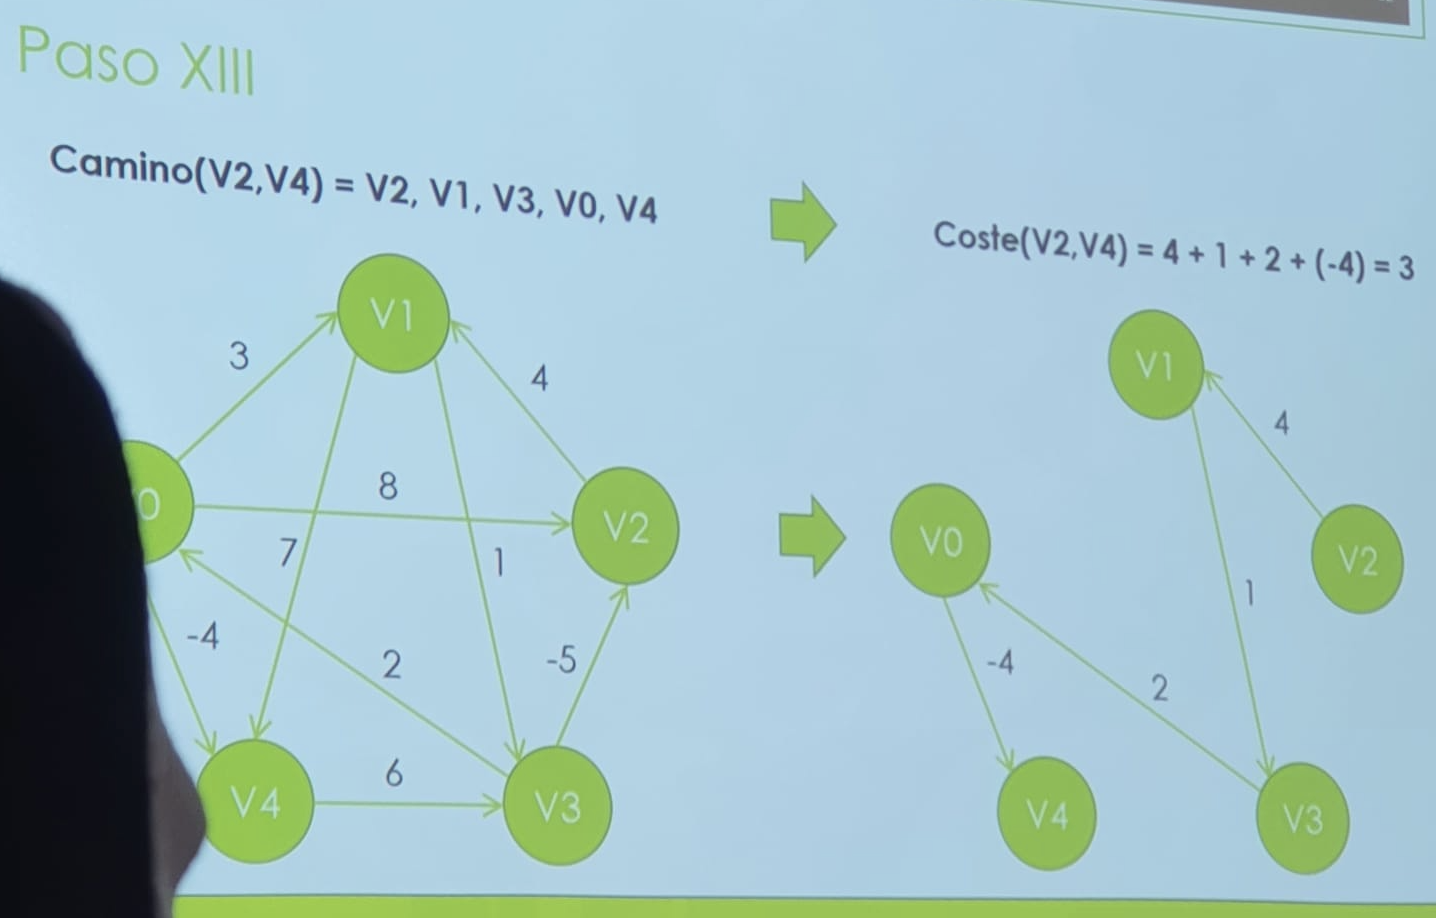 Paso XIII
Camino(V2,V4) = V2, V1, V3, V0, V4
Coste(V2,V4) = 4 + 1 + 2 + (-4) = 3
V1
3
4
0
8
V2
7
1
-4
2
-5
V4
6
V3
V1
4
V0
V2
1
-4
2
V4
V3